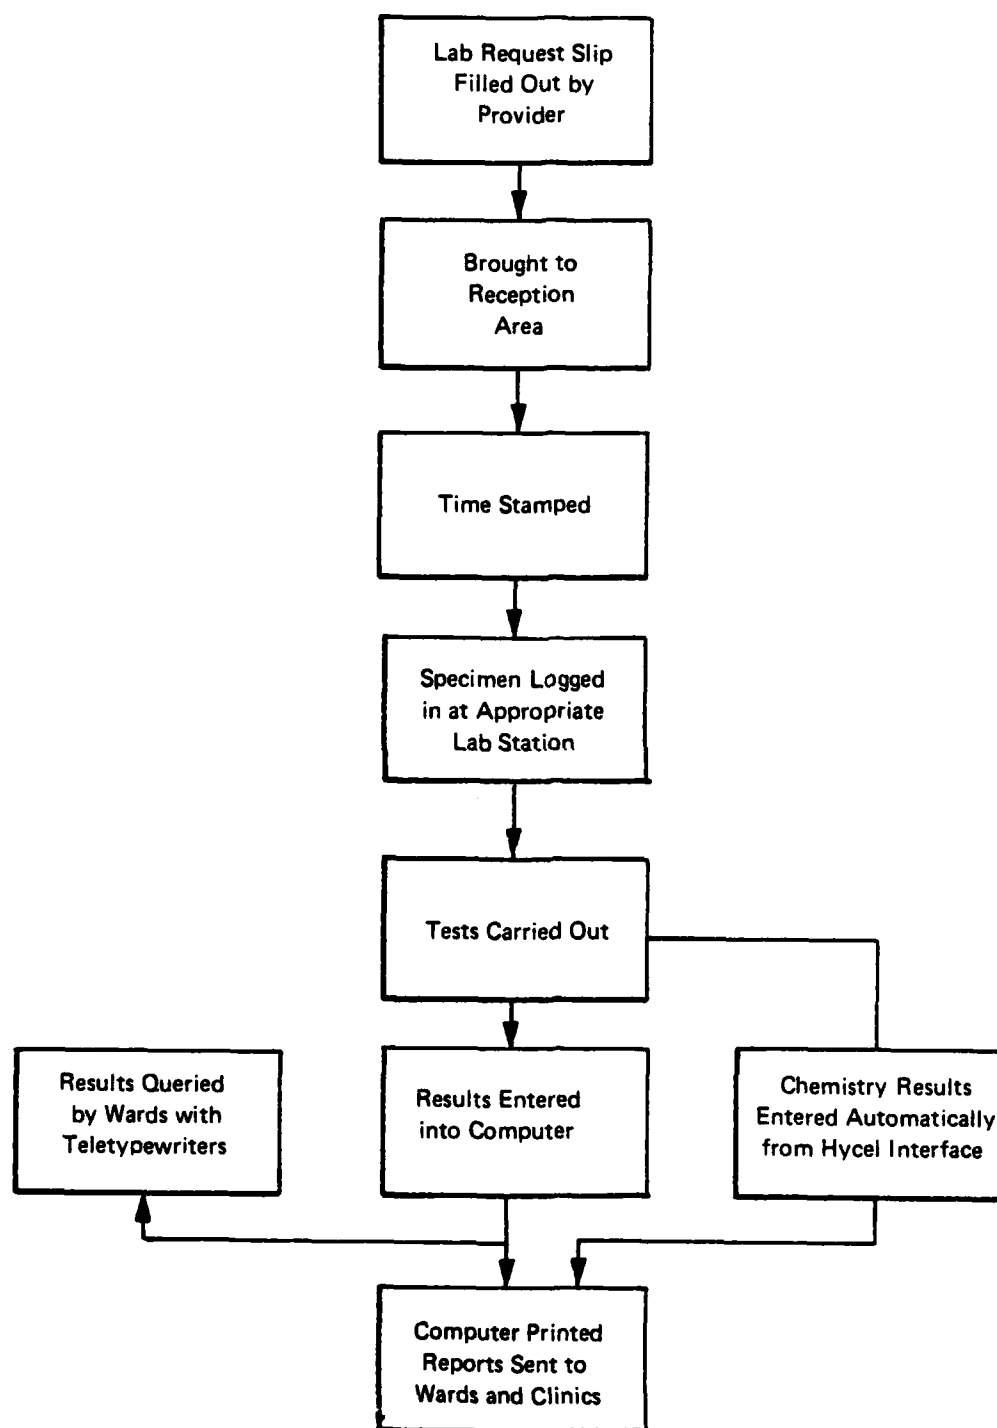 Lab Request Slip
Filled Out by
Provider
Brought to
Reception
Area
Time Stamped
Specimen Logged
in at Appropriate
Lab Station
Tests Carried Out
Results Queried
by Wards with
Teletypewriters
Results Entered
into Computer
Chemistry Results
Entered Automatically
from Hycel Interface
Computer Printed
Reports Sent to
Wards and Clinics